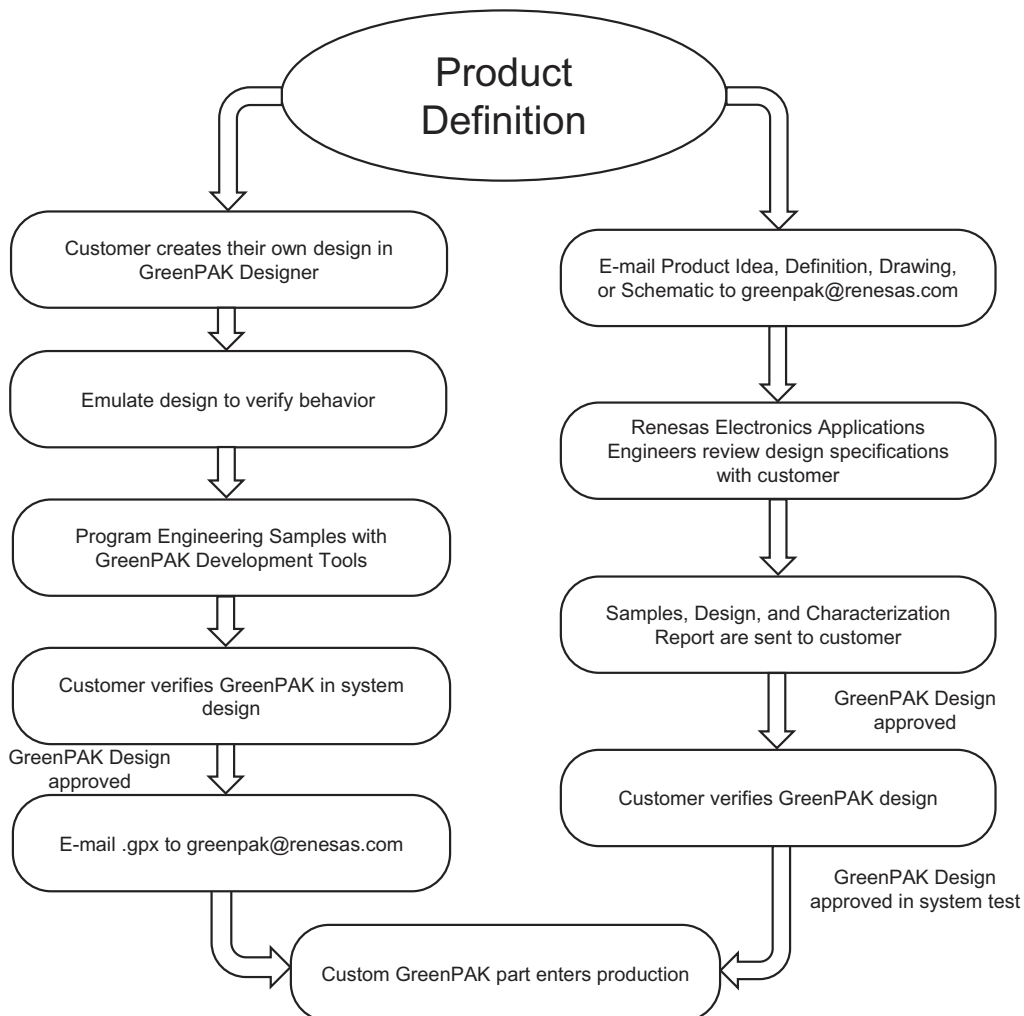 Product
Definition
Customer creates their own design in
GreenPAK Designer
Emulate design to verify behavior
Program Engineering Samples with
GreenPAK Development Tools
Customer verifies GreenPAK in system
design
GreenPAK Design
approved
E-mail .gpx to greenpak@renesas.com
E-mail Product Idea, Definition, Drawing,
or Schematic to greenpak@renesas.com
Renesas Electronics Applications
Engineers review design specifications
with customer
Samples, Design, and Characterization
Report are sent to customer
GreenPAK Design
approved
Customer verifies GreenPAK design
GreenPAK Design
approved in system test
Custom GreenPAK part enters production